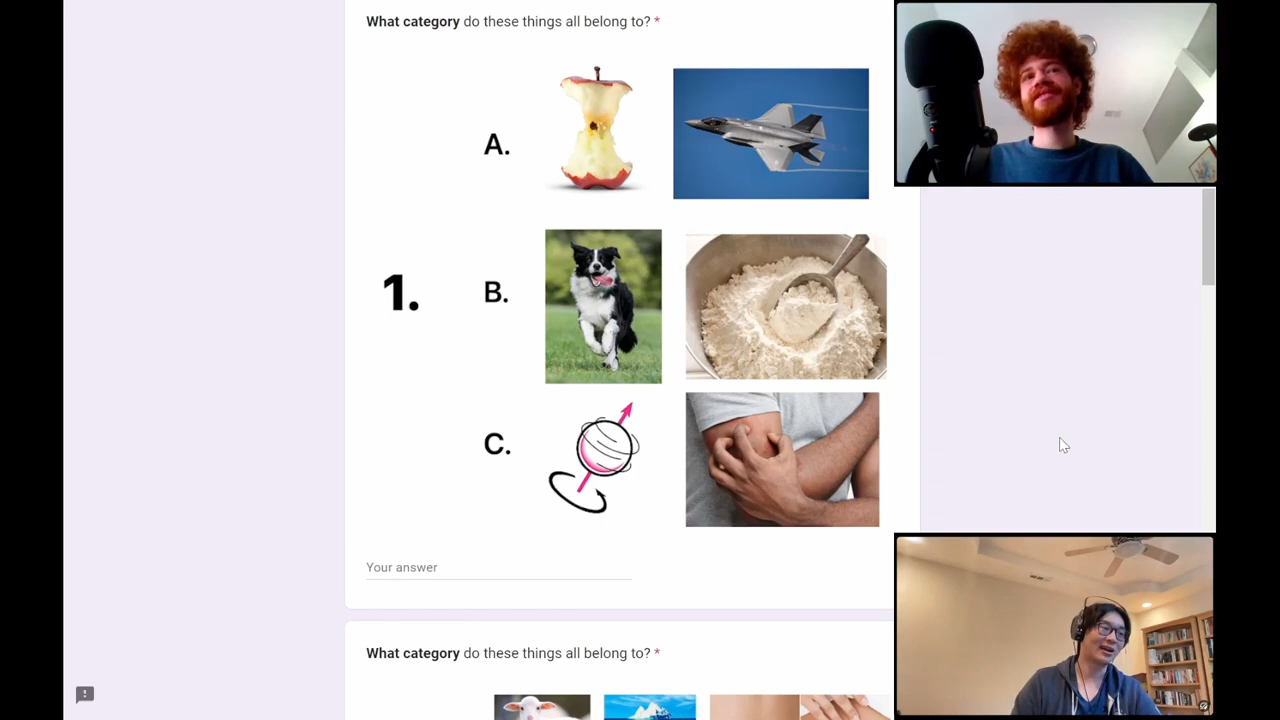 What category do these things all belong to? *
A.
1.
B.
C.
Your answer
What category do these things all belong to? *